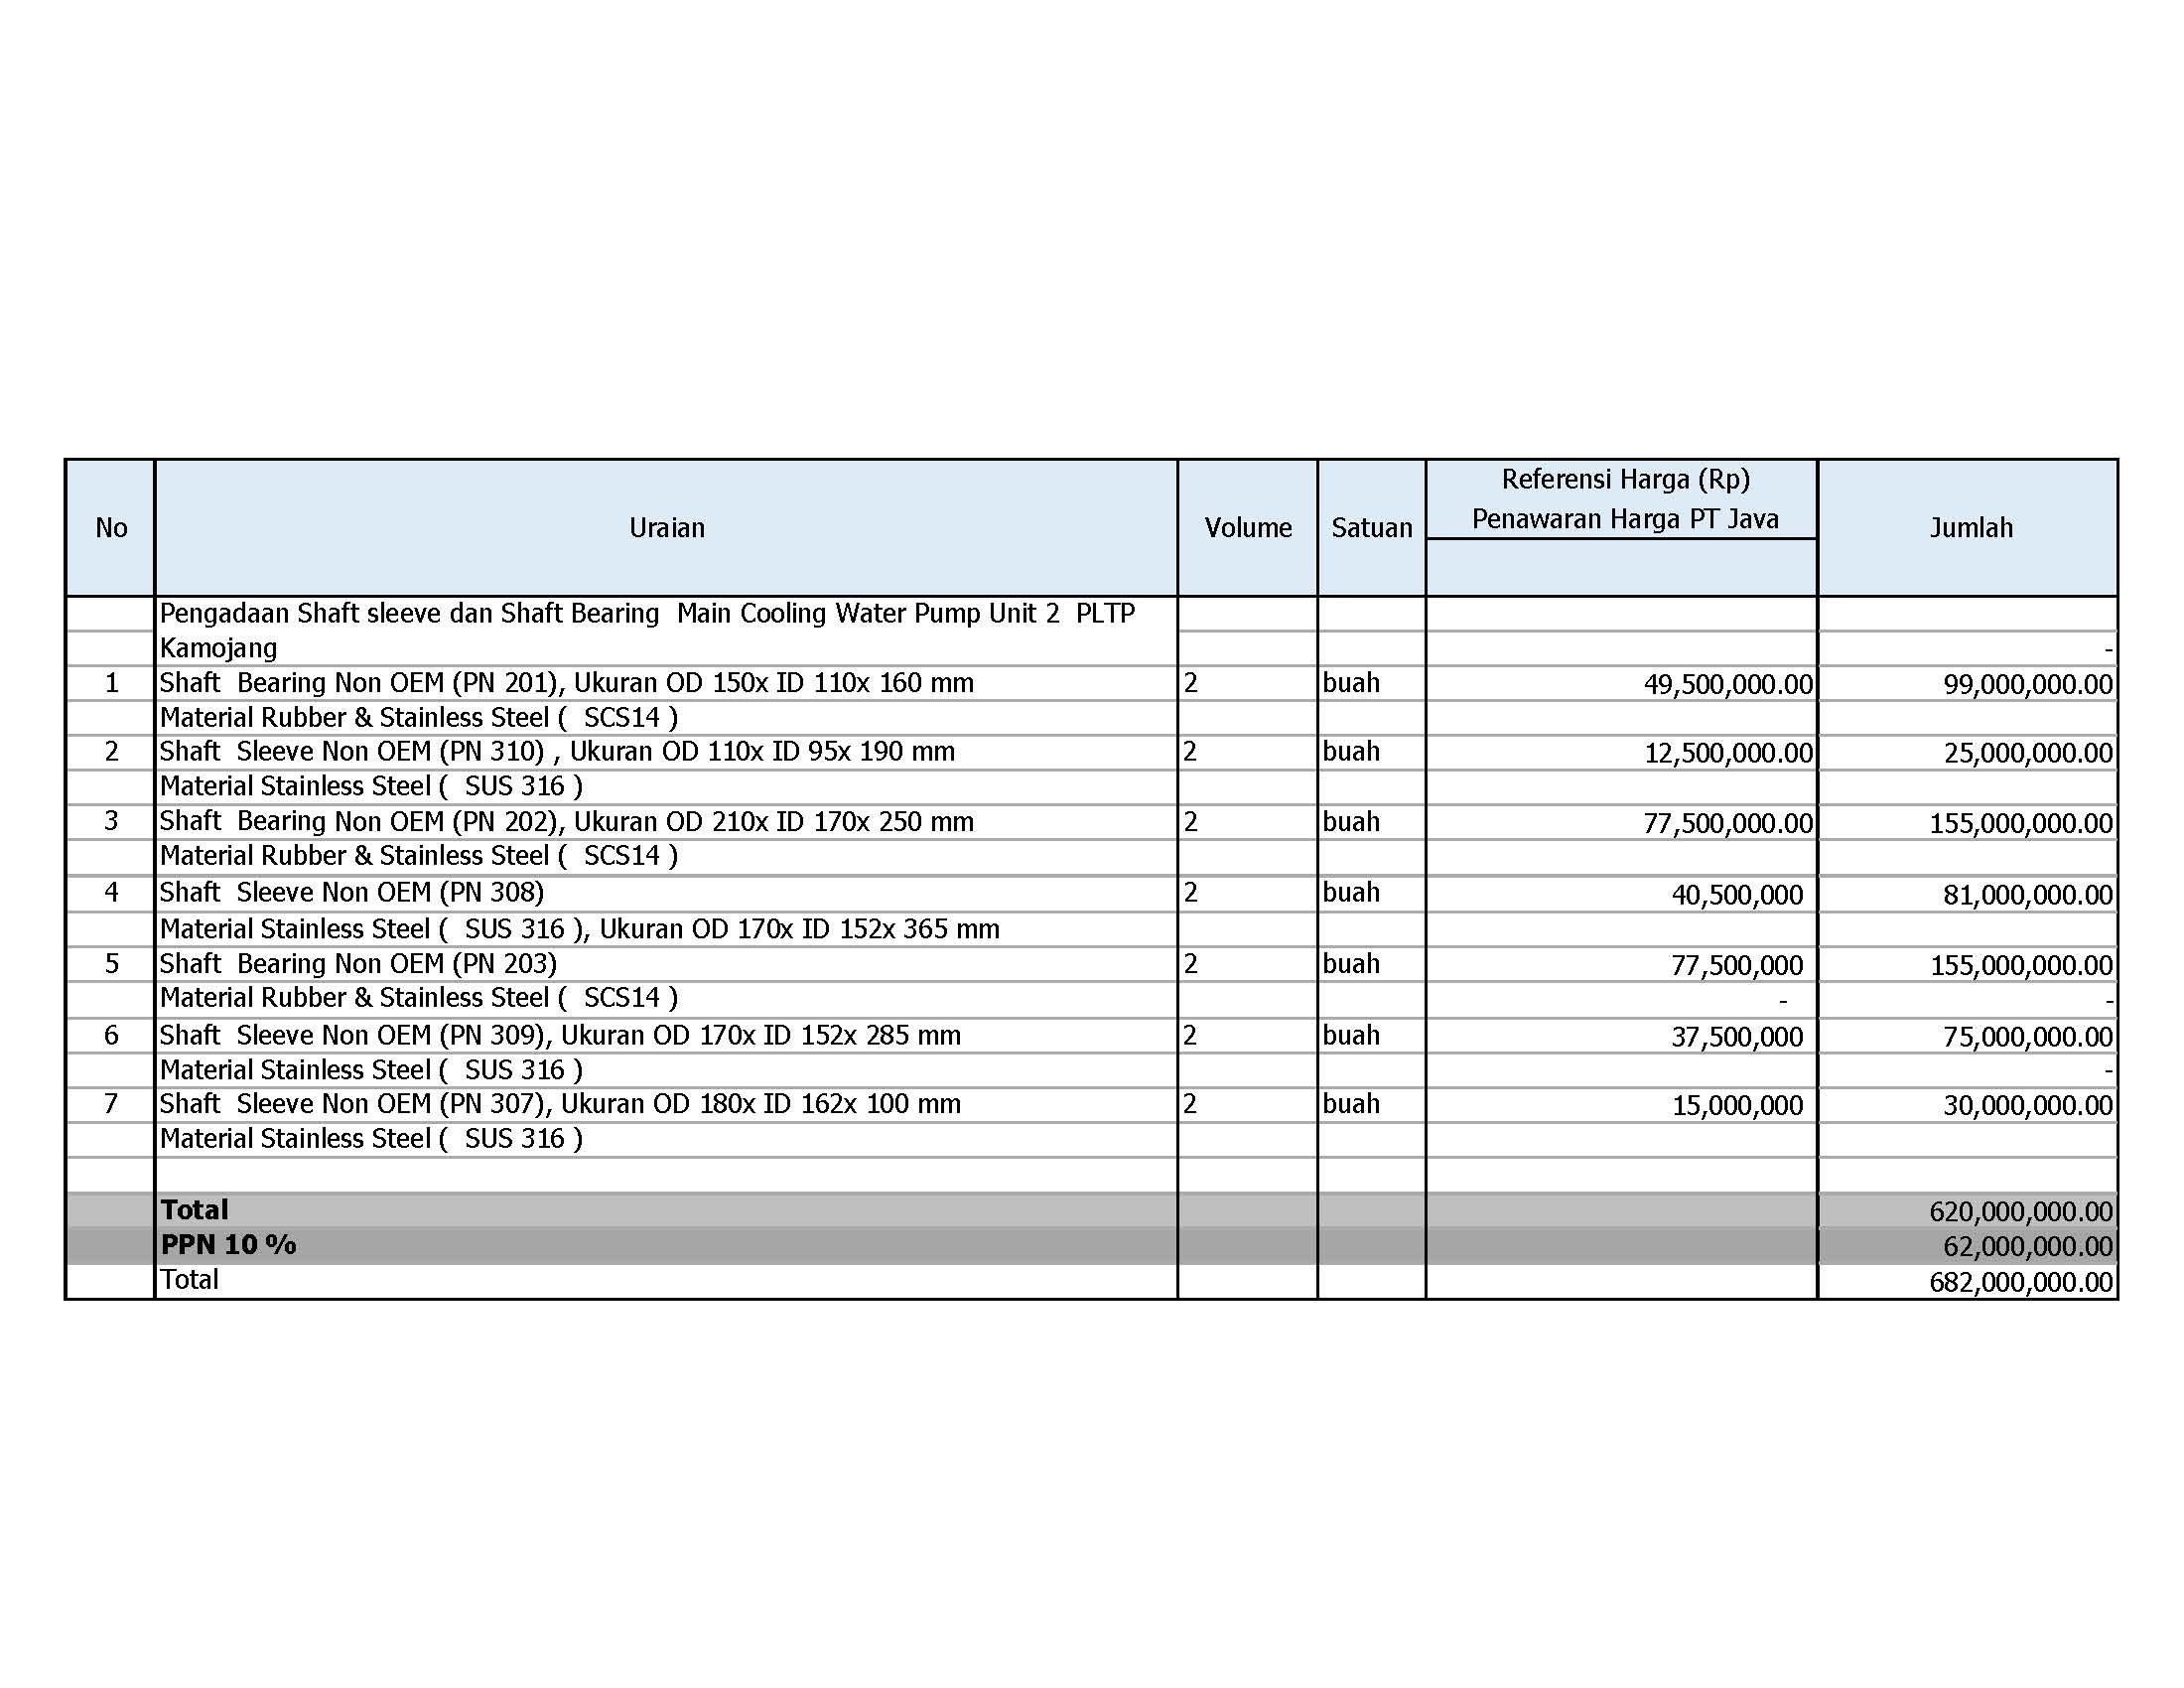 No Uraian Volume Satuan Referensi Harga (Rp) Jumlah
Penawaran Harga PT Java
Pengadaan Shaft sleeve dan Shaft Bearing  Main Cooling Water Pump Unit 2  PLTP
Kamojang -
1 Shaft  Bearing Non OEM (PN 201), Ukuran OD 150x ID 110x 160 mm 2 buah 49,500,000.00 99,000,000.00
Material Rubber & Stainless Steel (  SCS14 )
2 Shaft  Sleeve Non OEM (PN 310) , Ukuran OD 110x ID 95x 190 mm 2 buah 12,500,000.00 25,000,000.00
Material Stainless Steel (  SUS 316 )
3 Shaft  Bearing Non OEM (PN 202), Ukuran OD 210x ID 170x 250 mm 2 buah 77,500,000.00 155,000,000.00
Material Rubber & Stainless Steel (  SCS14 )
4 Shaft  Sleeve Non OEM (PN 308) 2 buah 40,500,000 81,000,000.00
Material Stainless Steel (  SUS 316 ), Ukuran OD 170x ID 152x 365 mm
5 Shaft  Bearing Non OEM (PN 203) 2 buah 77,500,000 155,000,000.00
Material Rubber & Stainless Steel (  SCS14 ) - -
6 Shaft  Sleeve Non OEM (PN 309), Ukuran OD 170x ID 152x 285 mm 2 buah 37,500,000 75,000,000.00
Material Stainless Steel (  SUS 316 ) -
7 Shaft  Sleeve Non OEM (PN 307), Ukuran OD 180x ID 162x 100 mm 2 buah 15,000,000 30,000,000.00
Material Stainless Steel (  SUS 316 )
Total 620,000,000.00
PPN 10 % 62,000,000.00
Total 682,000,000.00